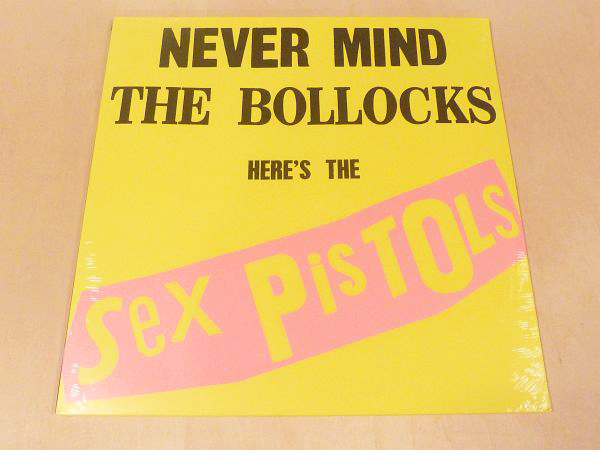 NEVER MIND
THE BOLLOCKS
HERE'S THE
Sex PisTOLS